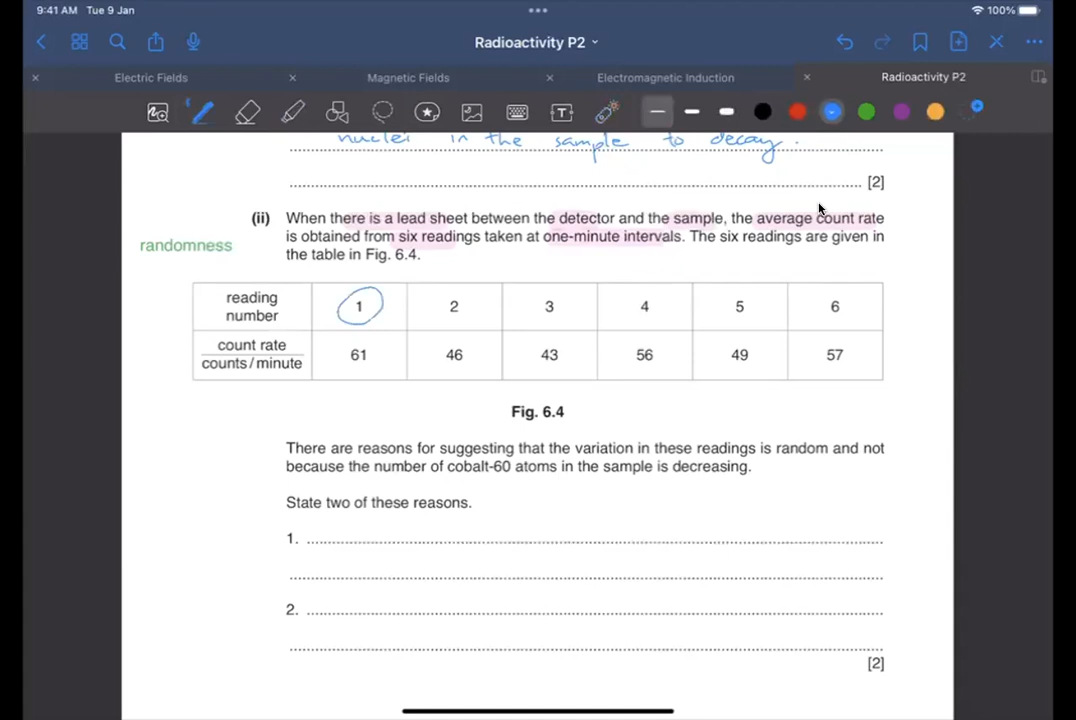 9:41 AM Tue 9 Jan
100%
Radioactivity P2
Electric Fields
Magnetic Fields
Electromagnetic Induction
Radioactivity P2
nuclei in the sample to decay.
[2]
(ii) When there is a lead sheet between the detector and the sample, the average count rate
is obtained from six readings taken at one-minute intervals. The six readings are given in
the table in Fig. 6.4.
randomness
reading number 1 2 3 4 5 6
count rate counts/minute 61 46 43 56 49 57
Fig. 6.4
There are reasons for suggesting that the variation in these readings is random and not
because the number of cobalt-60 atoms in the sample is decreasing.
State two of these reasons.
1.
2.
[2]